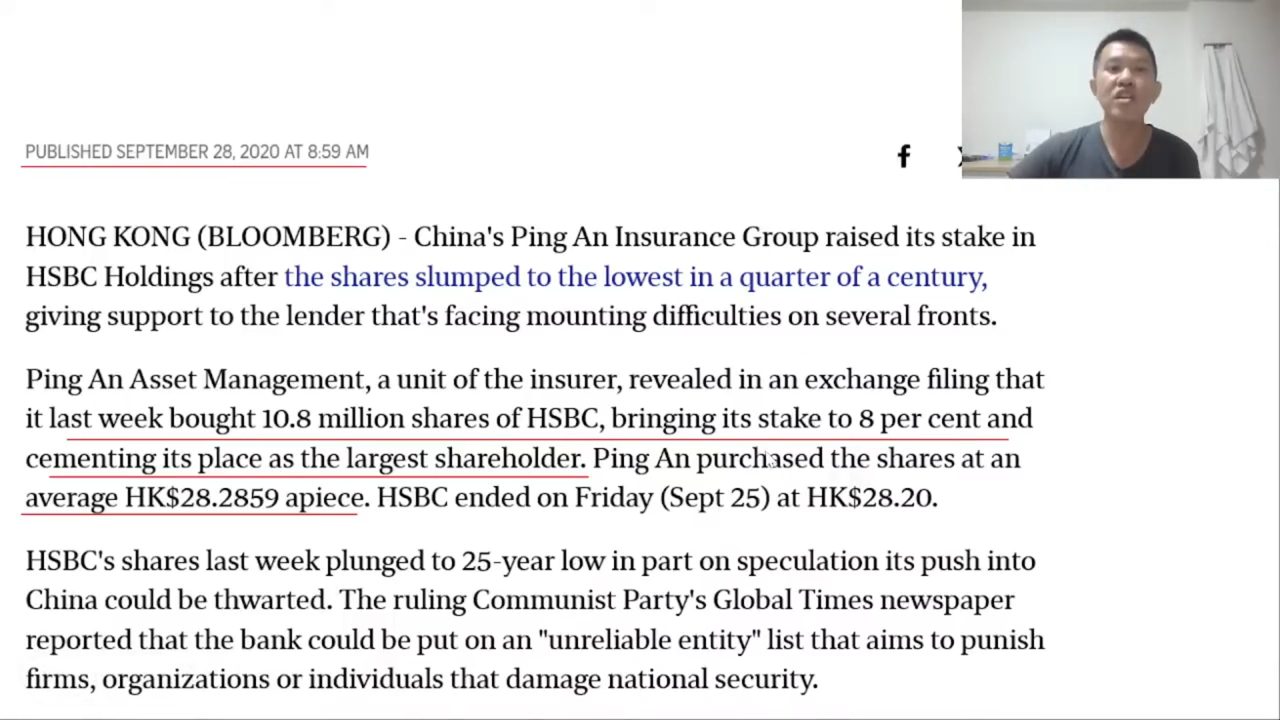 PUBLISHED SEPTEMBER 28, 2020 AT 8:59 AM
HONG KONG (BLOOMBERG) - China's Ping An Insurance Group raised its stake in
HSBC Holdings after the shares slumped to the lowest in a quarter of a century,
giving support to the lender that's facing mounting difficulties on several fronts.
Ping An Asset Management, a unit of the insurer, revealed in an exchange filing that
it last week bought 10.8 million shares of HSBC, bringing its stake to 8 per cent and
cementing its place as the largest shareholder. Ping An purchased the shares at an
average HK$28.2859 apiece. HSBC ended on Friday (Sept 25) at HK$28.20.
HSBC's shares last week plunged to 25-year low in part on speculation its push into
China could be thwarted. The ruling Communist Party's Global Times newspaper
reported that the bank could be put on an "unreliable entity" list that aims to punish
firms, organizations or individuals that damage national security.